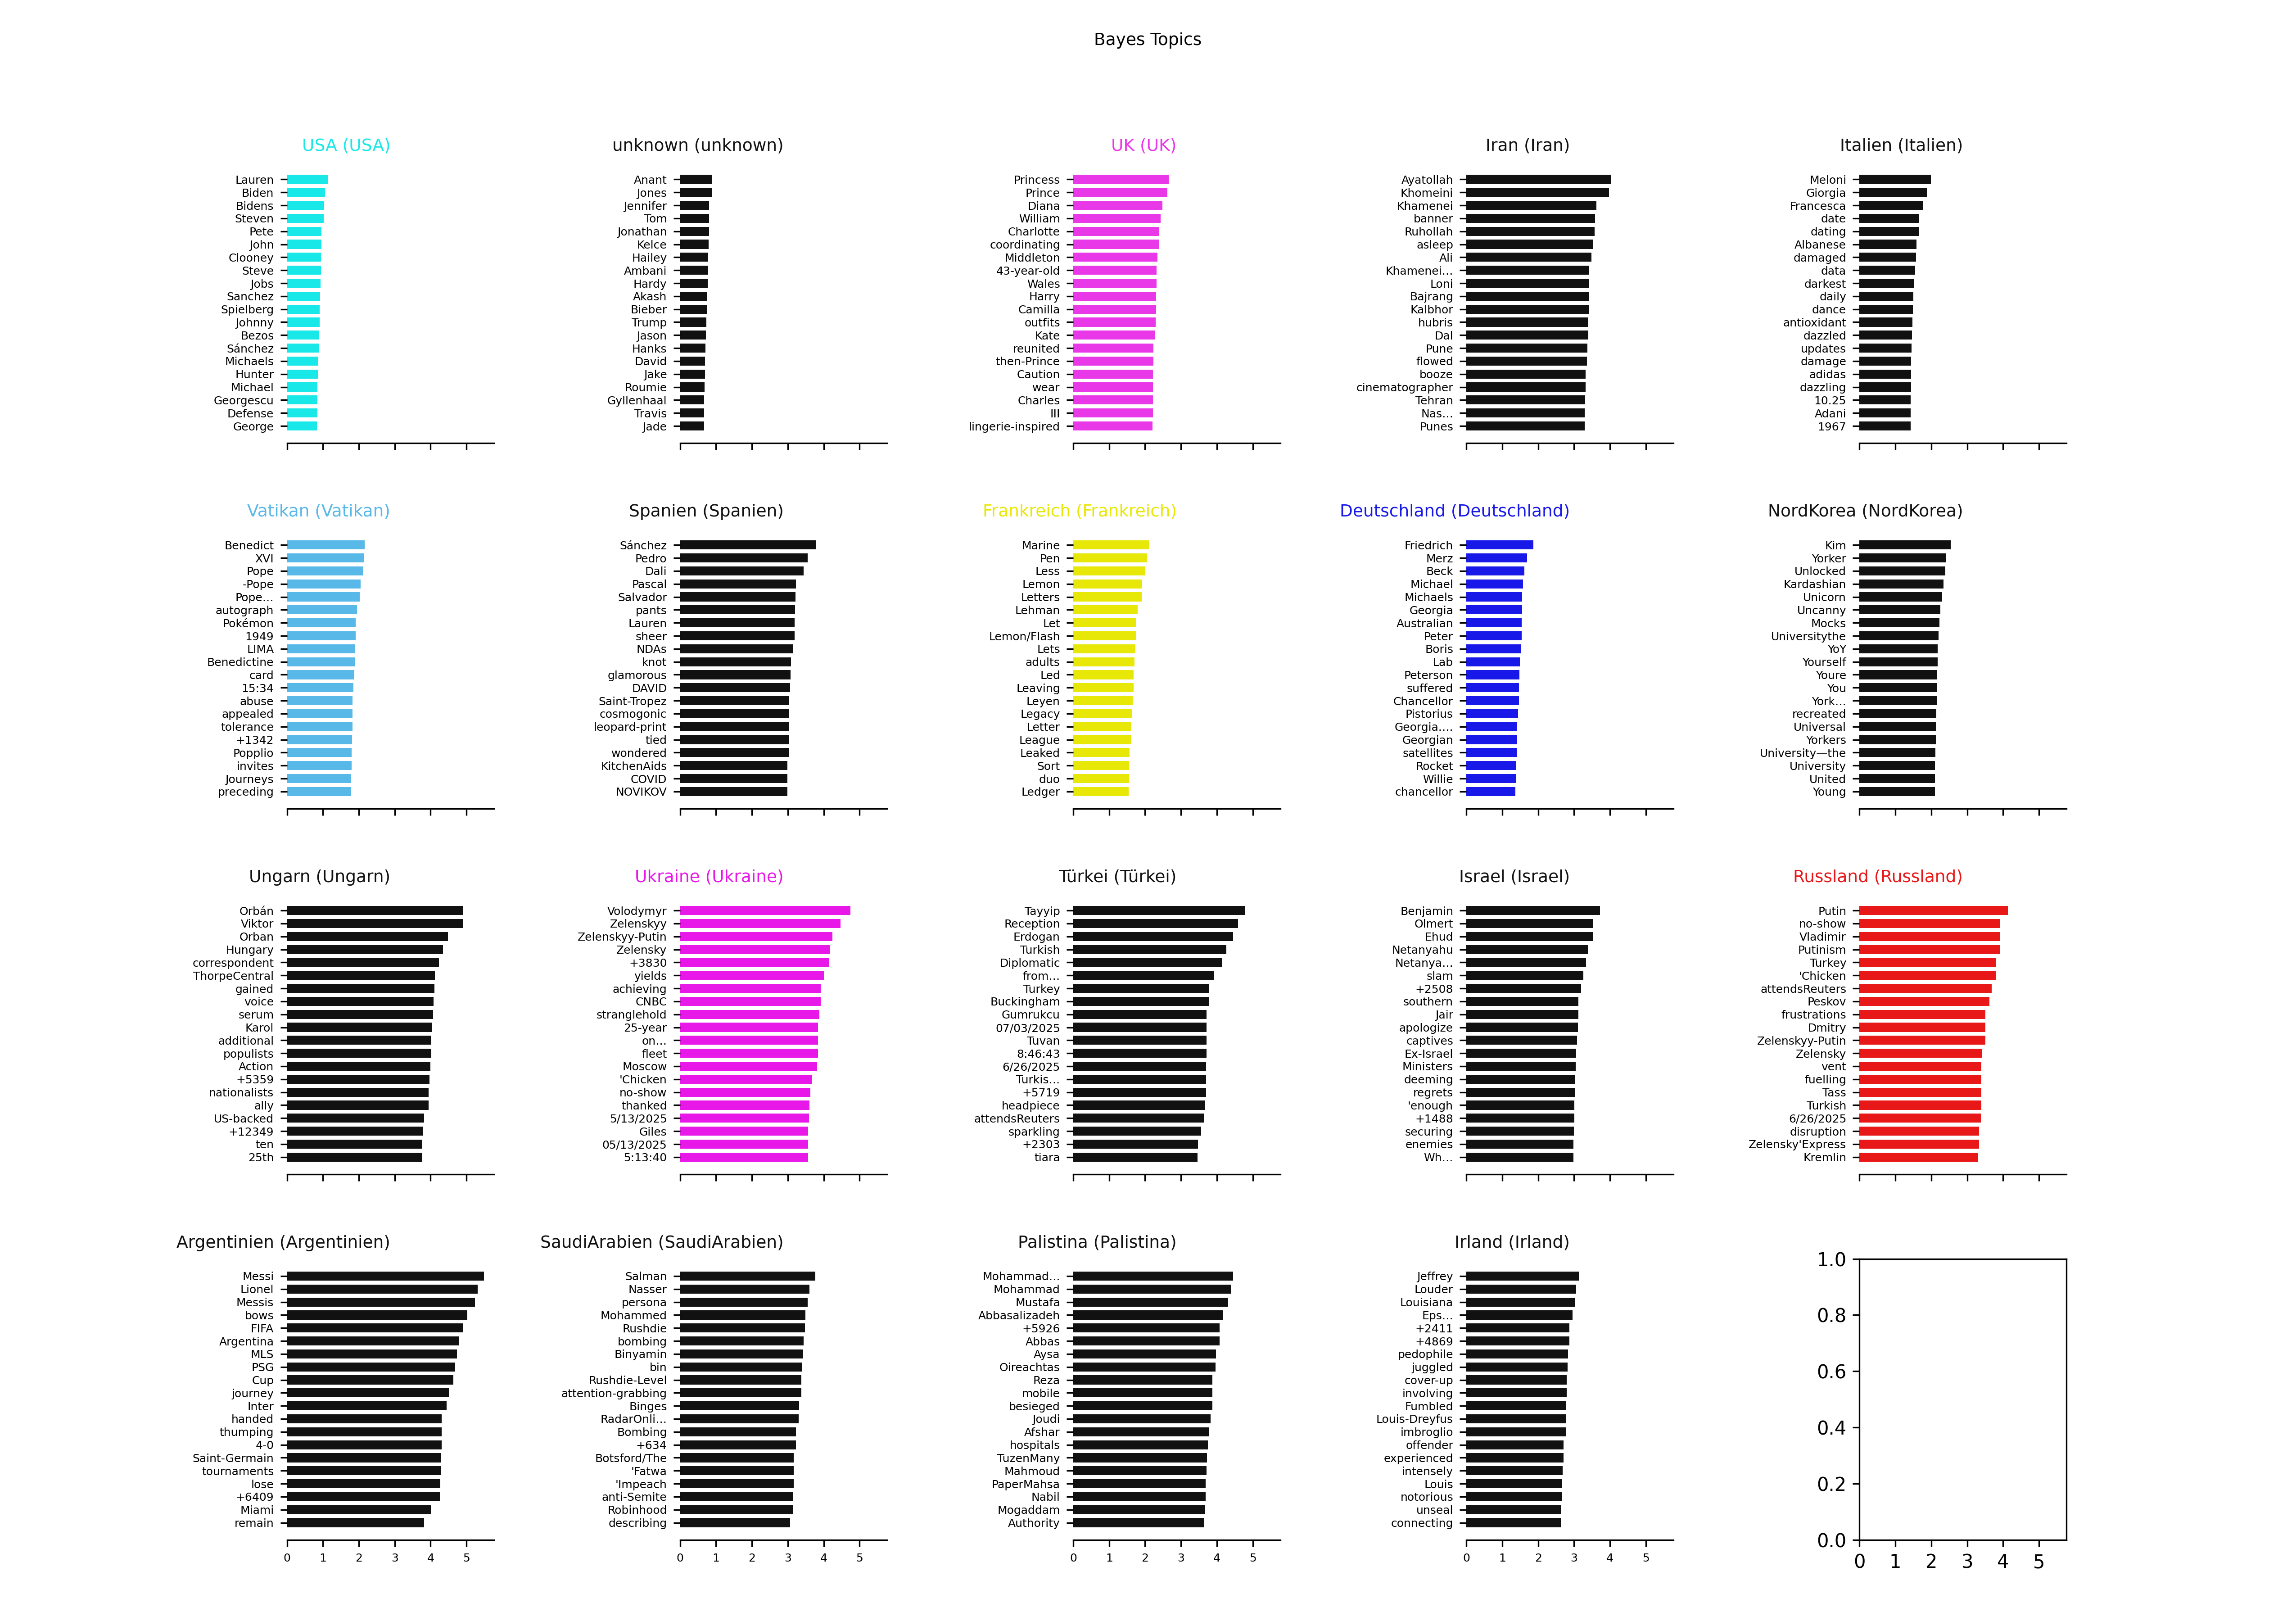 Bayes Topics
USA (USA)
Lauren
Biden
Bidens
Steven
Pete
John
Clooney
Steve
Jobs
Sanchez
Spielberg
Johnny
Bezos
Sánchez
Michaels
Hunter
Michael
Georgescu
Defense
George
unknown (unknown)
Anant
Jones
Jennifer
Tom
Jonathan
Kelce
Hailey
Ambani
Hardy
Akash
Bieber
Trump
Jason
Hanks
David
Jake
Roumie
Gyllenhaal
Travis
Jade
UK (UK)
Princess
Prince
Diana
William
Charlotte
coordinating
Middleton
43-year-old
Wales
Harry
Camilla
outfits
Kate
reunited
then-Prince
Caution
wear
Charles
III
lingerie-inspired
Iran (Iran)
Ayatollah
Khomeini
Khamenei
banner
Ruhollah
asleep
Ali
Khamenei…
Loni
Bajrang
Kalbhor
hubris
Dal
Pune
flowed
booze
cinematographer
Tehran
Nas…
Punes
Italien (Italien)
Meloni
Giorgia
Francesca
date
dating
Albanese
damaged
data
darkest
daily
dance
antioxidant
dazzled
updates
damage
adidas
dazzling
10.25
Adani
1967
Vatikan (Vatikan)
Benedict
XVI
Pope
-Pope
Pope…
autograph
Pokémon
1949
LIMA
Benedictine
card
15:34
abuse
appealed
tolerance
+1342
Popplio
invites
Journeys
preceding
Spanien (Spanien)
Sánchez
Pedro
Dali
Pascal
Salvador
pants
Lauren
sheer
NDAs
knot
glamorous
DAVID
Saint-Tropez
cosmogonic
leopard-print
tied
wondered
KitchenAids
COVID
NOVIKOV
Frankreich (Frankreich)
Marine
Pen
Less
Lemon
Letters
Lehman
Let
Lemon/Flash
Lets
adults
Led
Leaving
Leyen
Legacy
Letter
League
Leaked
Sort
duo
Ledger
Deutschland (Deutschland)
Friedrich
Merz
Beck
Michael
Michaels
Georgia
Australian
Peter
Boris
Lab
Peterson
suffered
Chancellor
Pistorius
Georgia.…
Georgian
satellites
Rocket
Willie
chancellor
NordKorea (NordKorea)
Kim
Yorker
Unlocked
Kardashian
Unicorn
Uncanny
Mocks
Universitythe
YoY
Yourself
Youre
You
York…
recreated
Universal
Yorkers
University—the
University
United
Young
Ungarn (Ungarn)
Orbán
Viktor
Orban
Hungary
correspondent
ThorpeCentral
gained
voice
serum
Karol
additional
populists
Action
+5359
nationalists
ally
US-backed
+12349
ten
25th
Ukraine (Ukraine)
Volodymyr
Zelenskyy
Zelenskyy-Putin
Zelensky
+3830
yields
achieving
CNBC
stranglehold
25-year
on…
fleet
Moscow
'Chicken
no-show
thanked
5/13/2025
Giles
05/13/2025
5:13:40
Türkei (Türkei)
Tayyip
Reception
Erdogan
Turkish
Diplomatic
from…
Turkey
Buckingham
Gumrukcu
07/03/2025
Tuvan
8:46:43
6/26/2025
Turkis…
+5719
headpiece
attendsReuters
sparkling
+2303
tiara
Israel (Israel)
Benjamin
Olmert
Ehud
Netanyahu
Netanya…
slam
+2508
southern
Jair
apologize
captives
Ex-Israel
Ministers
deeming
regrets
'enough
+1488
securing
enemies
Wh…
Russland (Russland)
Putin
no-show
Vladimir
Putinism
Turkey
'Chicken
attendsReuters
Peskov
frustrations
Dmitry
Zelenskyy-Putin
Zelensky
vent
fuelling
Tass
Turkish
6/26/2025
disruption
Zelensky'Express
Kremlin
Argentinien (Argentinien)
Messi
Lionel
Messis
bows
FIFA
Argentina
MLS
PSG
Cup
journey
Inter
handed
thumping
4-0
Saint-Germain
tournaments
lose
+6409
Miami
remain
0 1 2 3 4 5
SaudiArabien (SaudiArabien)
Salman
Nasser
persona
Mohammed
Rushdie
bombing
Binyamin
bin
Rushdie-Level
attention-grabbing
Binges
RadarOnli…
Bombing
+634
Botsford/The
'Fatwa
'Impeach
anti-Semite
Robinhood
describing
0 1 2 3 4 5
Palistina (Palistina)
Mohammad…
Mohammad
Mustafa
Abbasalizadeh
+5926
Abbas
Aysa
Oireachtas
Reza
mobile
besieged
Joudi
Afshar
hospitals
TuzenMany
Mahmoud
PaperMahsa
Nabil
Mogaddam
Authority
0 1 2 3 4 5
Irland (Irland)
Jeffrey
Louder
Louisiana
Eps…
+2411
+4869
pedophile
juggled
cover-up
involving
Fumbled
Louis-Dreyfus
imbroglio
offender
experienced
intensely
Louis
notorious
unseal
connecting
0 1 2 3 4 5
1.0
0.8
0.6
0.4
0.2
0.0
0 1 2 3 4 5